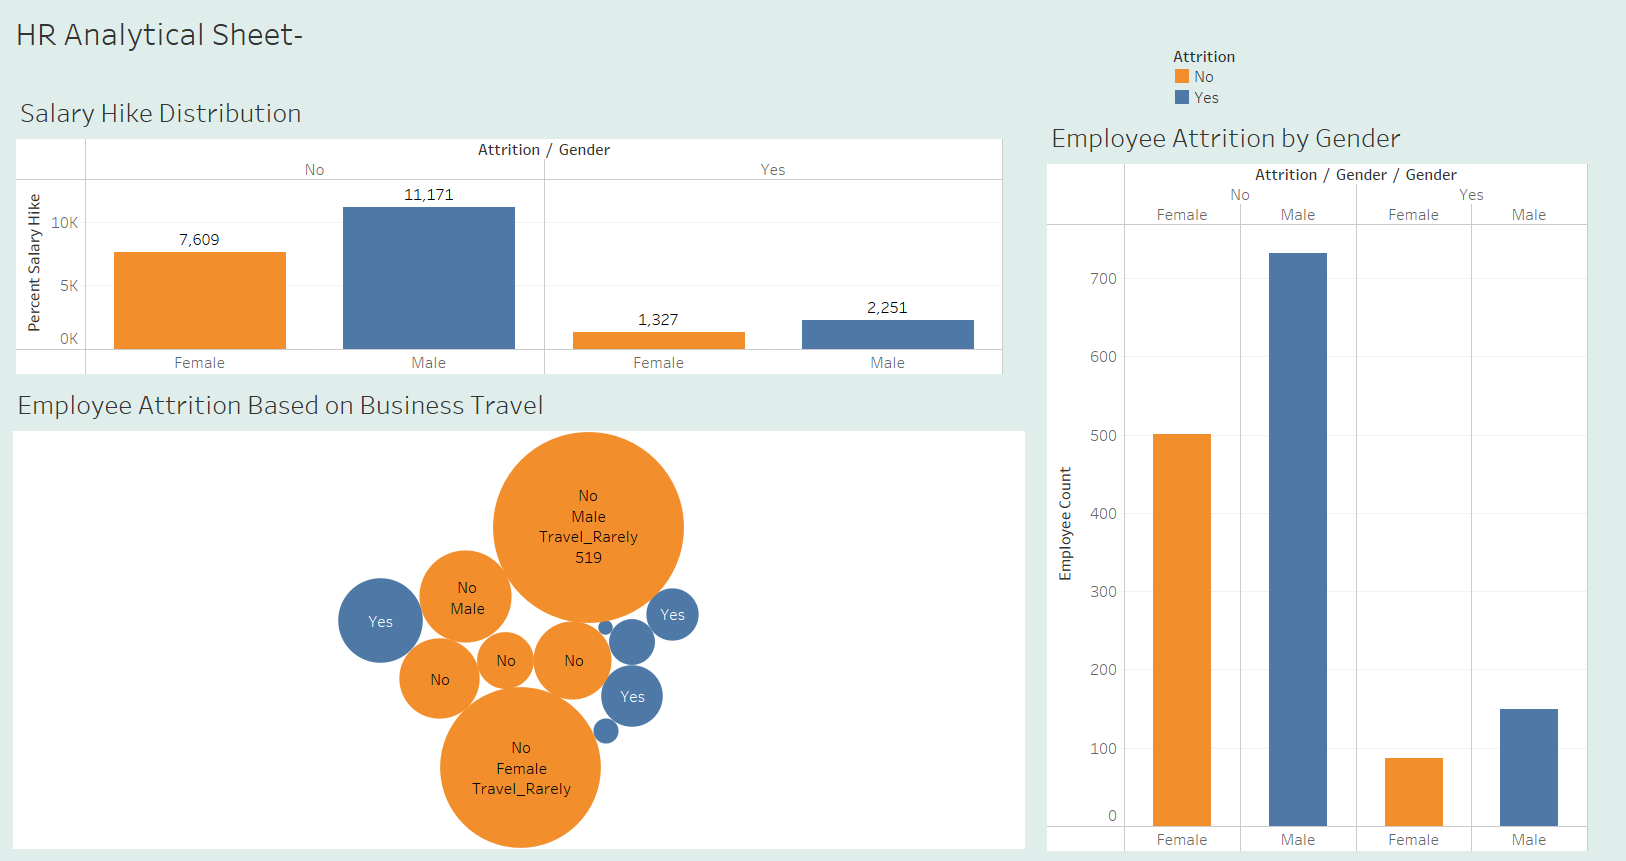 HR Analytical Sheet-
Attrition
No
Yes
Salary Hike Distribution
Attrition / Gender
No Yes
Percent Salary Hike
10K
5K
0K
7,609
11,171
1,327
2,251
Female Male Female Male
Employee Attrition by Gender
Attrition / Gender / Gender
No Yes
Female Male Female Male
Employee Count
700
600
500
400
300
200
100
0
Female Male Female Male
Employee Attrition Based on Business Travel
No
Male
Travel_Rarely
519
No
Male
Yes
Yes
No
No
No
Yes
No
Female
Travel_Rarely